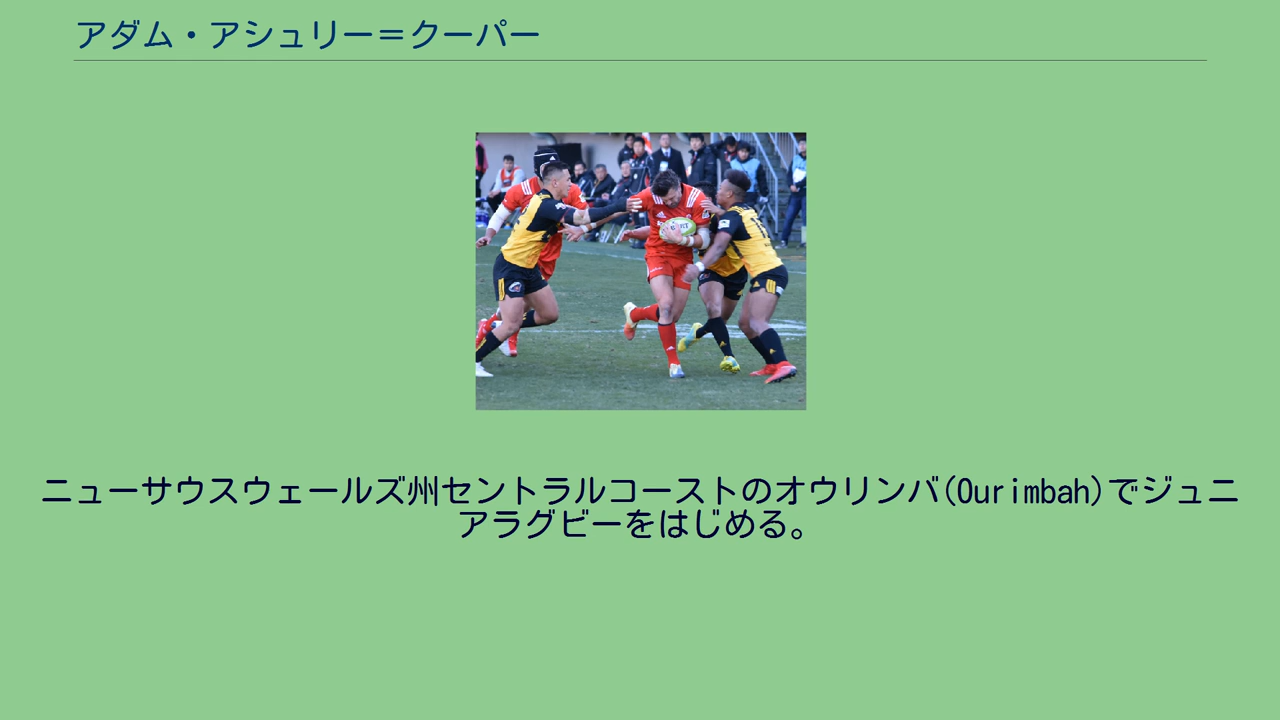 アダム・アシュリー＝クーパー
ニューサウスウェールズ州セントラルコーストのオウリンバ(Ourimbah)でジュニ
アラグビーをはじめる。